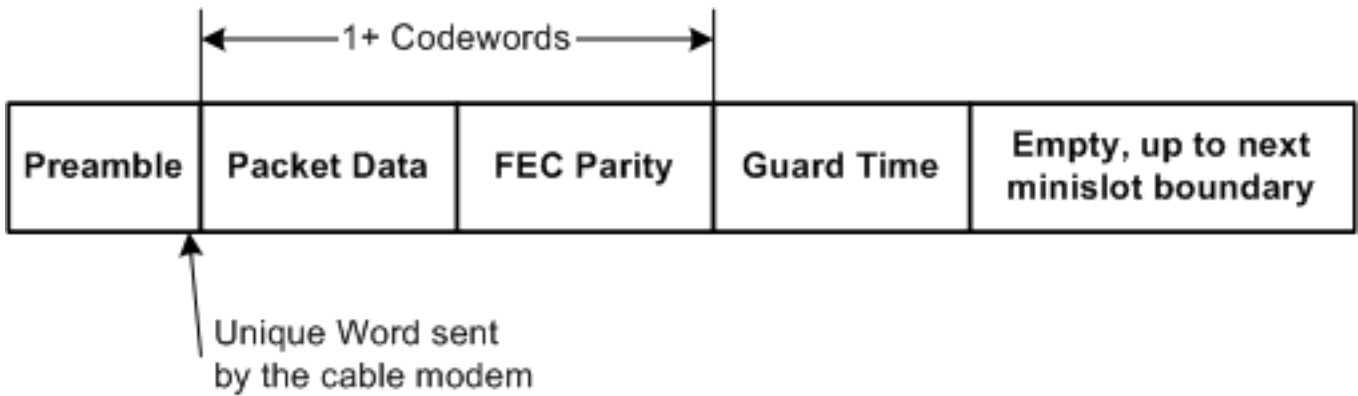 1+ Codewords
Preamble
Packet Data
FEC Parity
Guard Time
Empty, up to next
minislot boundary
Unique Word sent
by the cable modem